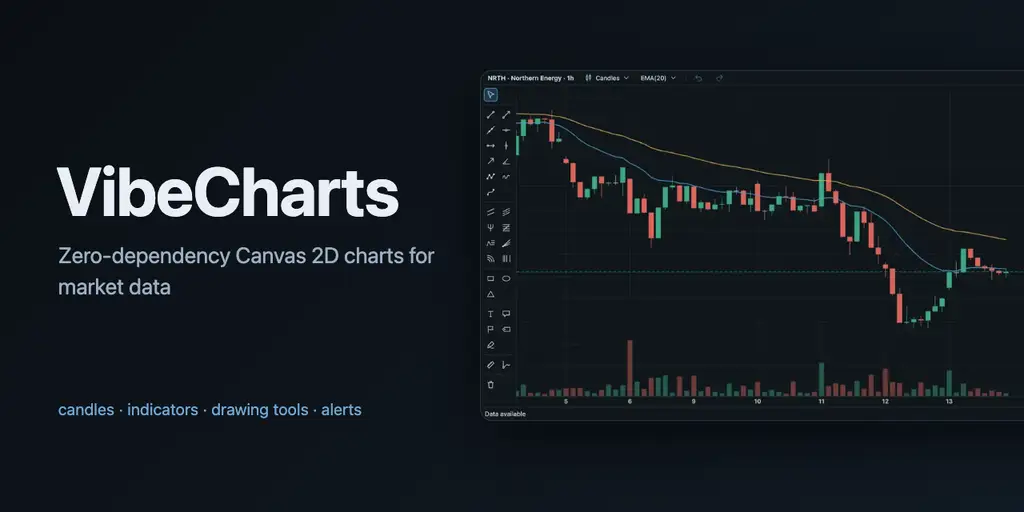 VibeCharts
Zero-dependency Canvas 2D charts for
market data
candles · indicators · drawing tools · alerts
NRTH · Northern Energy · 1h
Candles
EMA(20)
5 6 9 10 11 12 13
Data available